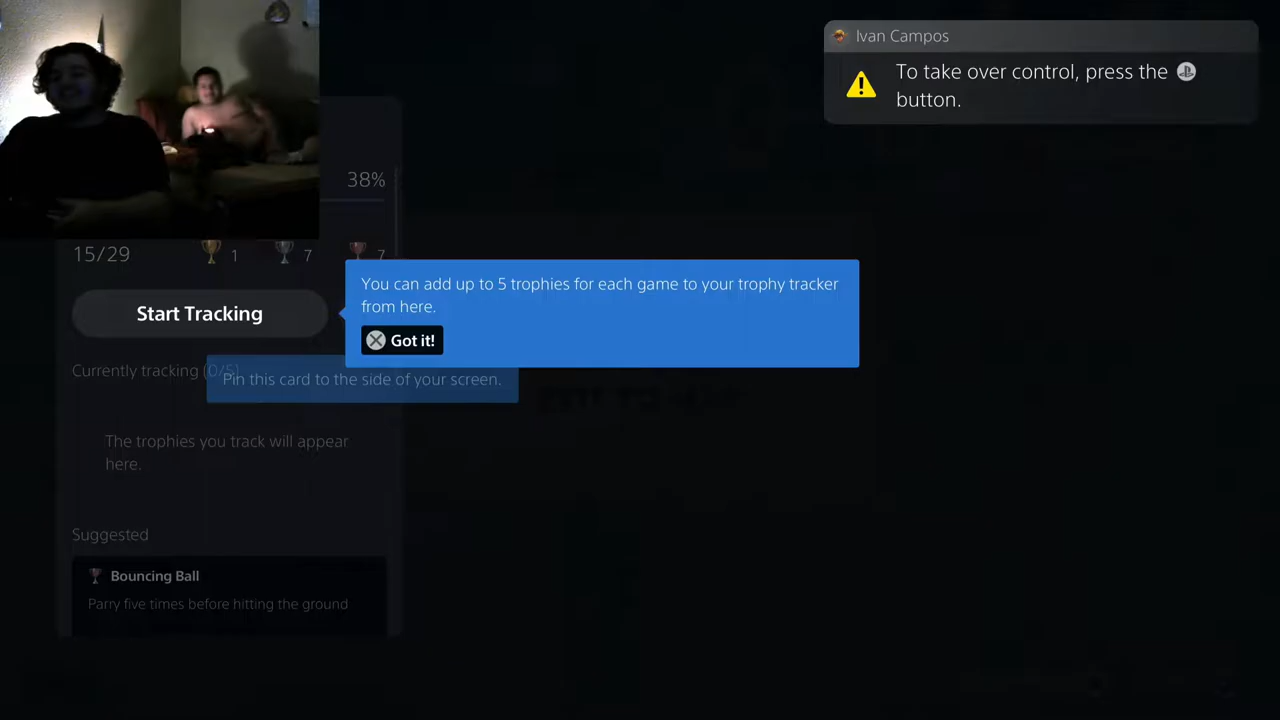 Ivan Campos
To take over control, press the
button.
38%
15/29
1
7
7
You can add up to 5 trophies for each game to your trophy tracker
from here.
Got it!
Start Tracking
Currently tracking (0/5)
Pin this card to the side of your screen.
The trophies you track will appear
here.
Suggested
Bouncing Ball
Parry five times before hitting the ground